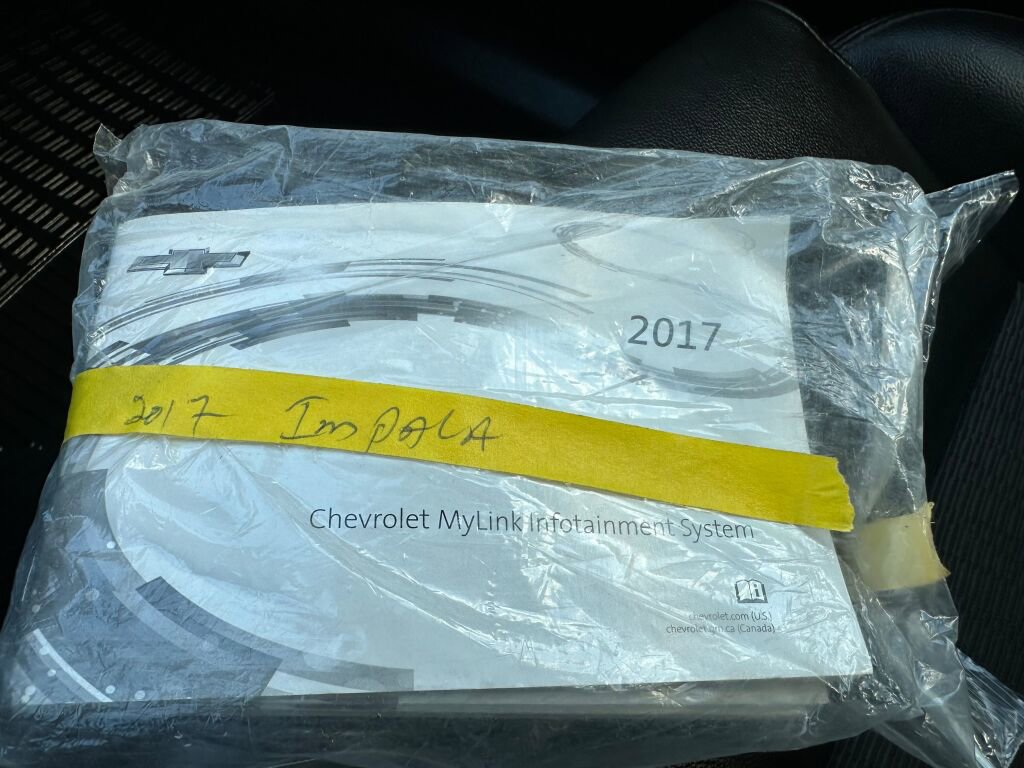 2017
2017 ImpALA
Chevrolet MyLink Infotainment System
chevrolet.com (U.S.)
chevrolet.gm.ca (Canada)